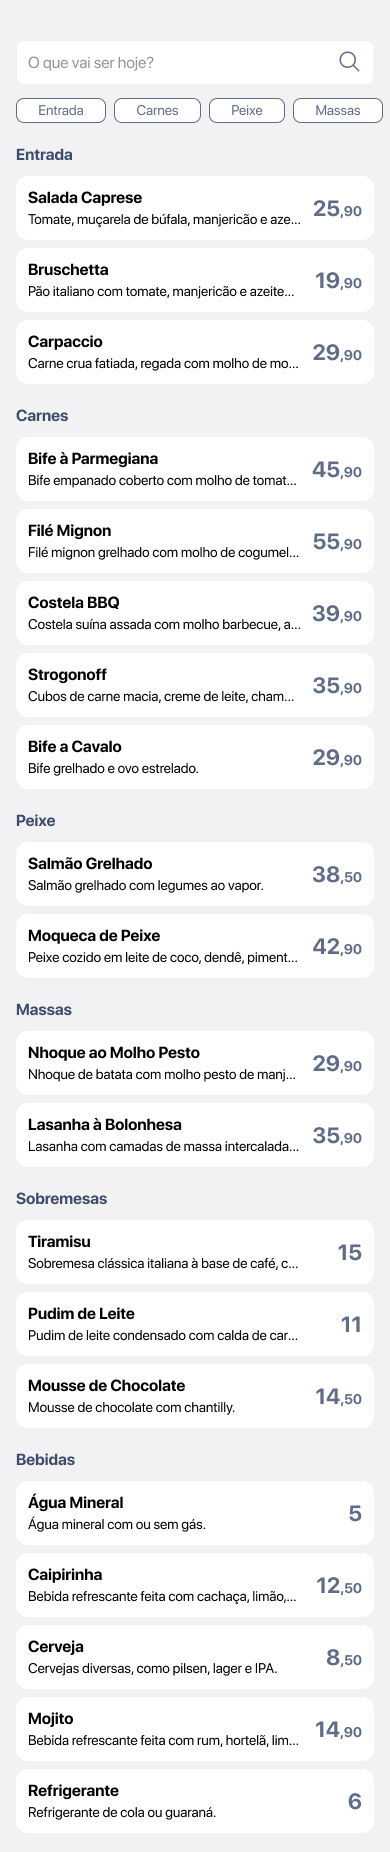 O que vai ser hoje?
Entrada Carnes Peixe Massas
Entrada
Salada Caprese
Tomate, muçarela de búfala, manjericão e aze... 25,90
Bruschetta
Pão italiano com tomate, manjericão e azeite... 19,90
Carpaccio
Carne crua fatiada, regada com molho de mo... 29,90
Carnes
Bife à Parmegiana
Bife empanado coberto com molho de tomat... 45,90
Filé Mignon
Filé mignon grelhado com molho de cogumel... 55,90
Costela BBQ
Costela suína assada com molho barbecue, a... 39,90
Strogonoff
Cubos de carne macia, creme de leite, cham... 35,90
Bife a Cavalo
Bife grelhado e ovo estrelado. 29,90
Peixe
Salmão Grelhado
Salmão grelhado com legumes ao vapor. 38,50
Moqueca de Peixe
Peixe cozido em leite de coco, dendê, piment... 42,90
Massas
Nhoque ao Molho Pesto
Nhoque de batata com molho pesto de manj... 29,90
Lasanha à Bolonhesa
Lasanha com camadas de massa intercalada... 35,90
Sobremesas
Tiramisu
Sobremesa clássica italiana à base de café, c... 15
Pudim de Leite
Pudim de leite condensado com calda de car... 11
Mousse de Chocolate
Mousse de chocolate com chantilly. 14,50
Bebidas
Água Mineral
Água mineral com ou sem gás. 5
Caipirinha
Bebida refrescante feita com cachaça, limão,... 12,50
Cerveja
Cervejas diversas, como pilsen, lager e IPA. 8,50
Mojito
Bebida refrescante feita com rum, hortelã, lim... 14,90
Refrigerante
Refrigerante de cola ou guaraná. 6